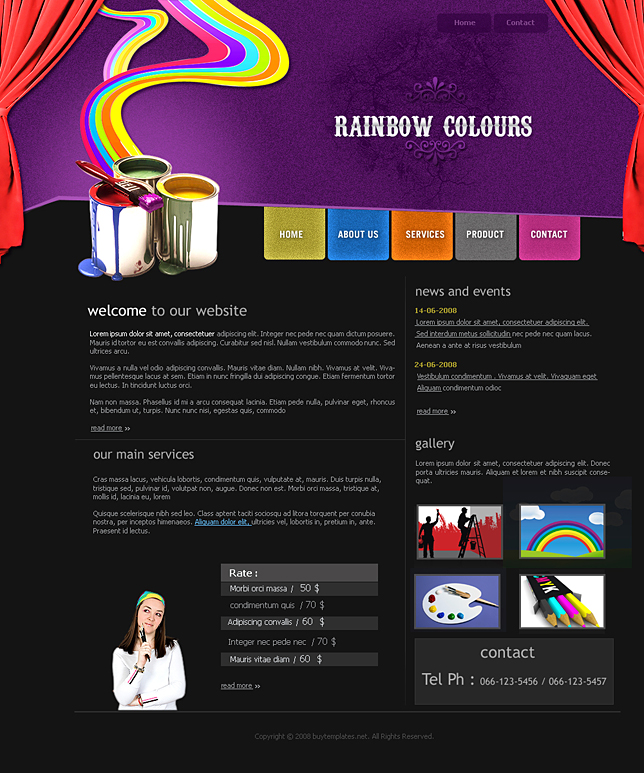 Home
Contact
RAINBOW COLOURS
HOME
ABOUT US
SERVICES
PRODUCT
CONTACT
welcome to our website
Lorem ipsum dolor sit amet, consectetuer adipiscing elit. Integer nec pede nec quam dictum posuere.
Mauris id tortor eu est convallis adipiscing. Curabitur sed nisl. Nullam vestibulum commodo nunc. Sed
ultrices arcu.
Vivamus a nulla vel odio adipiscing convallis. Mauris vitae diam. Nullam nibh. Vivamus at velit. Viva-
mus pellentesque lacus at sem. Etiam in nunc fringilla dui adipiscing congue. Etiam fermentum tortor
eu lectus. In tincidunt luctus orci.
Nam non massa. Phasellus id mi a arcu consequat lacinia. Etiam pede nulla, pulvinar eget, rhoncus
et, bibendum ut, turpis. Nunc nunc nisi, egestas quis, commodo
read more »
our main services
Cras massa lacus, vehicula lobortis, condimentum quis, vulputate at, mauris. Duis turpis nulla,
tristique sed, pulvinar id, volutpat non, augue. Donec non est. Morbi orci massa, tristique at,
mollis id, lacinia eu, lorem
Quisque scelerisque nibh sed leo. Class aptent taciti sociosqu ad litora torquent per conubia
nostra, per inceptos himenaeos. Aliquam dolor elit, ultricies vel, lobortis in, pretium in, ante.
Praesent id lectus.
Rate :
Morbi orci massa / 50 $
condimentum quis / 70 $
Adipiscing convallis / 60 $
Integer nec pede nec / 70 $
Mauris vitae diam / 60 $
read more »
news and events
14-06-2008
Lorem ipsum dolor sit amet, consectetuer adipiscing elit.
Sed interdum metus sollicitudin nec pede nec quam lacus.
Aenean a ante at risus vestibulum
24-06-2008
Vestibulum condimentum . Vivamus at velit. Vivaquam eget
Aliquam condimentum odioc
read more »
gallery
Lorem ipsum dolor sit amet, consectetuer adipiscing elit. Donec
porta ultricies mauris. Aliquam et lorem et nibh suscipit conse-
quat.
MYK
contact
Tel Ph : 066-123-5456 / 066-123-5457
Copyright © 2008 buytemplates.net. All Rights Reserved.